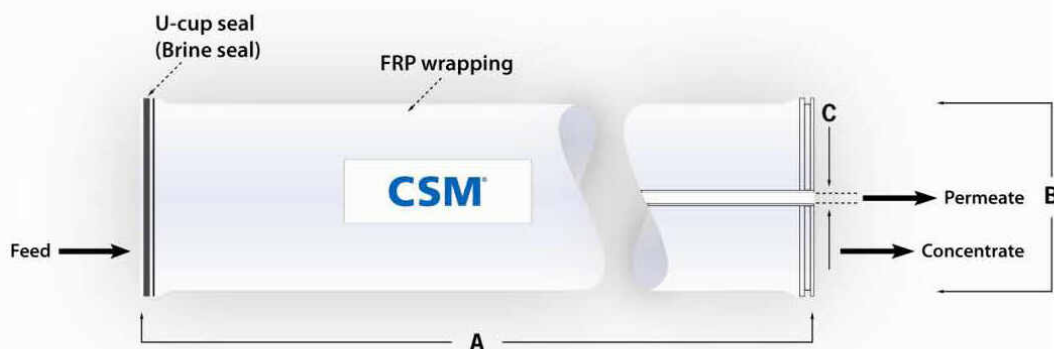 U-cup seal
(Brine seal)
FRP wrapping
C
CSM®
Permeate
B
Feed
Concentrate
A